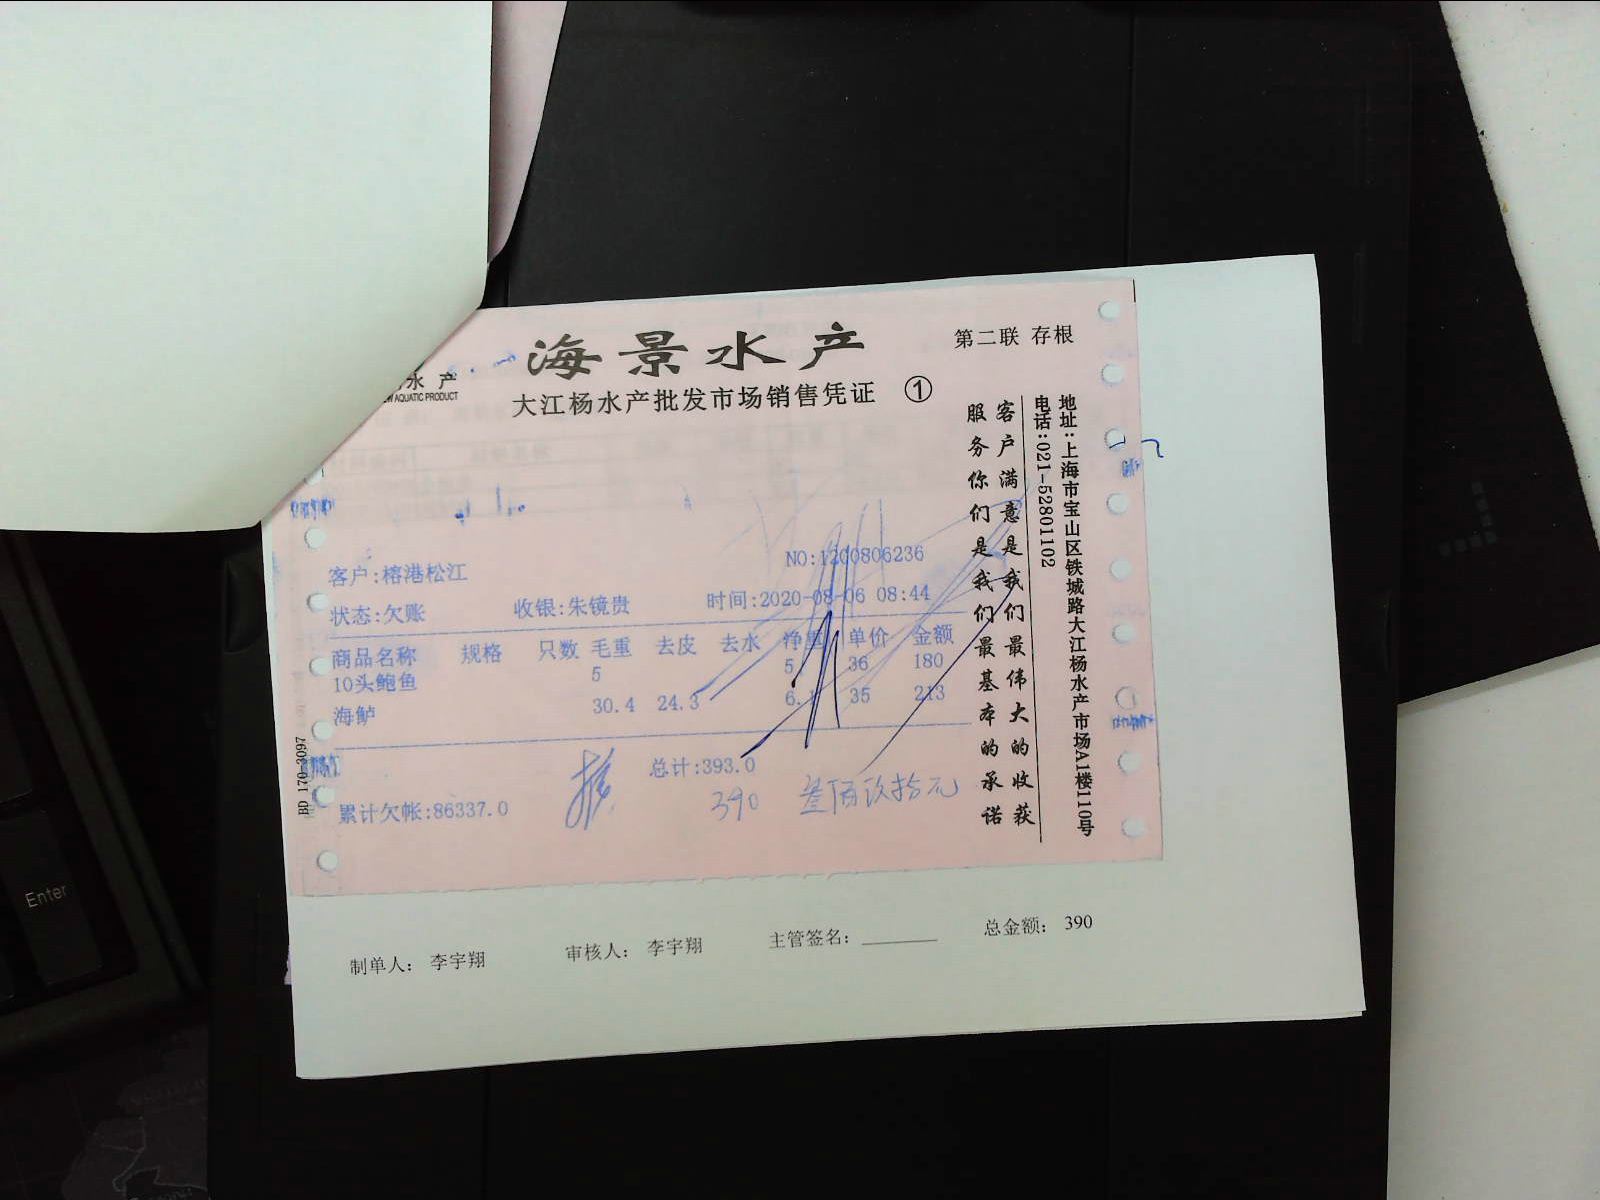 海景水产
第二联 存根
水 产
AQUATIC PRODUCT
大江杨水产批发市场销售凭证 ①
客户满意是我们最伟大的收获
服务你们是我们最基本的承诺
地址:上海市宝山区铁城路大江杨水产市场A1楼110号
电话:021-52801102
客户:榕港松江
NO:1200806236
状态:欠账 收银:朱镜贵 时间:2020-08-06 08:44
商品名称 规格 只数 毛重 去皮 去水 净重 单价 金额
10头鲍鱼 5 5 36 180
海鲈 30.4 24.3 6.1 35 213
总计:393.0
累计欠帐:86337.0
390 叁佰玖拾元
BD 170-3097
制单人: 李宇翔 审核人: 李宇翔 主管签名: 总金额: 390
Enter